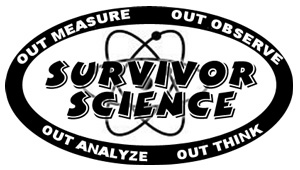 OUT MEASURE
OUT OBSERVE
SURVIVOR
SCIENCE
OUT ANALYZE
OUT THINK